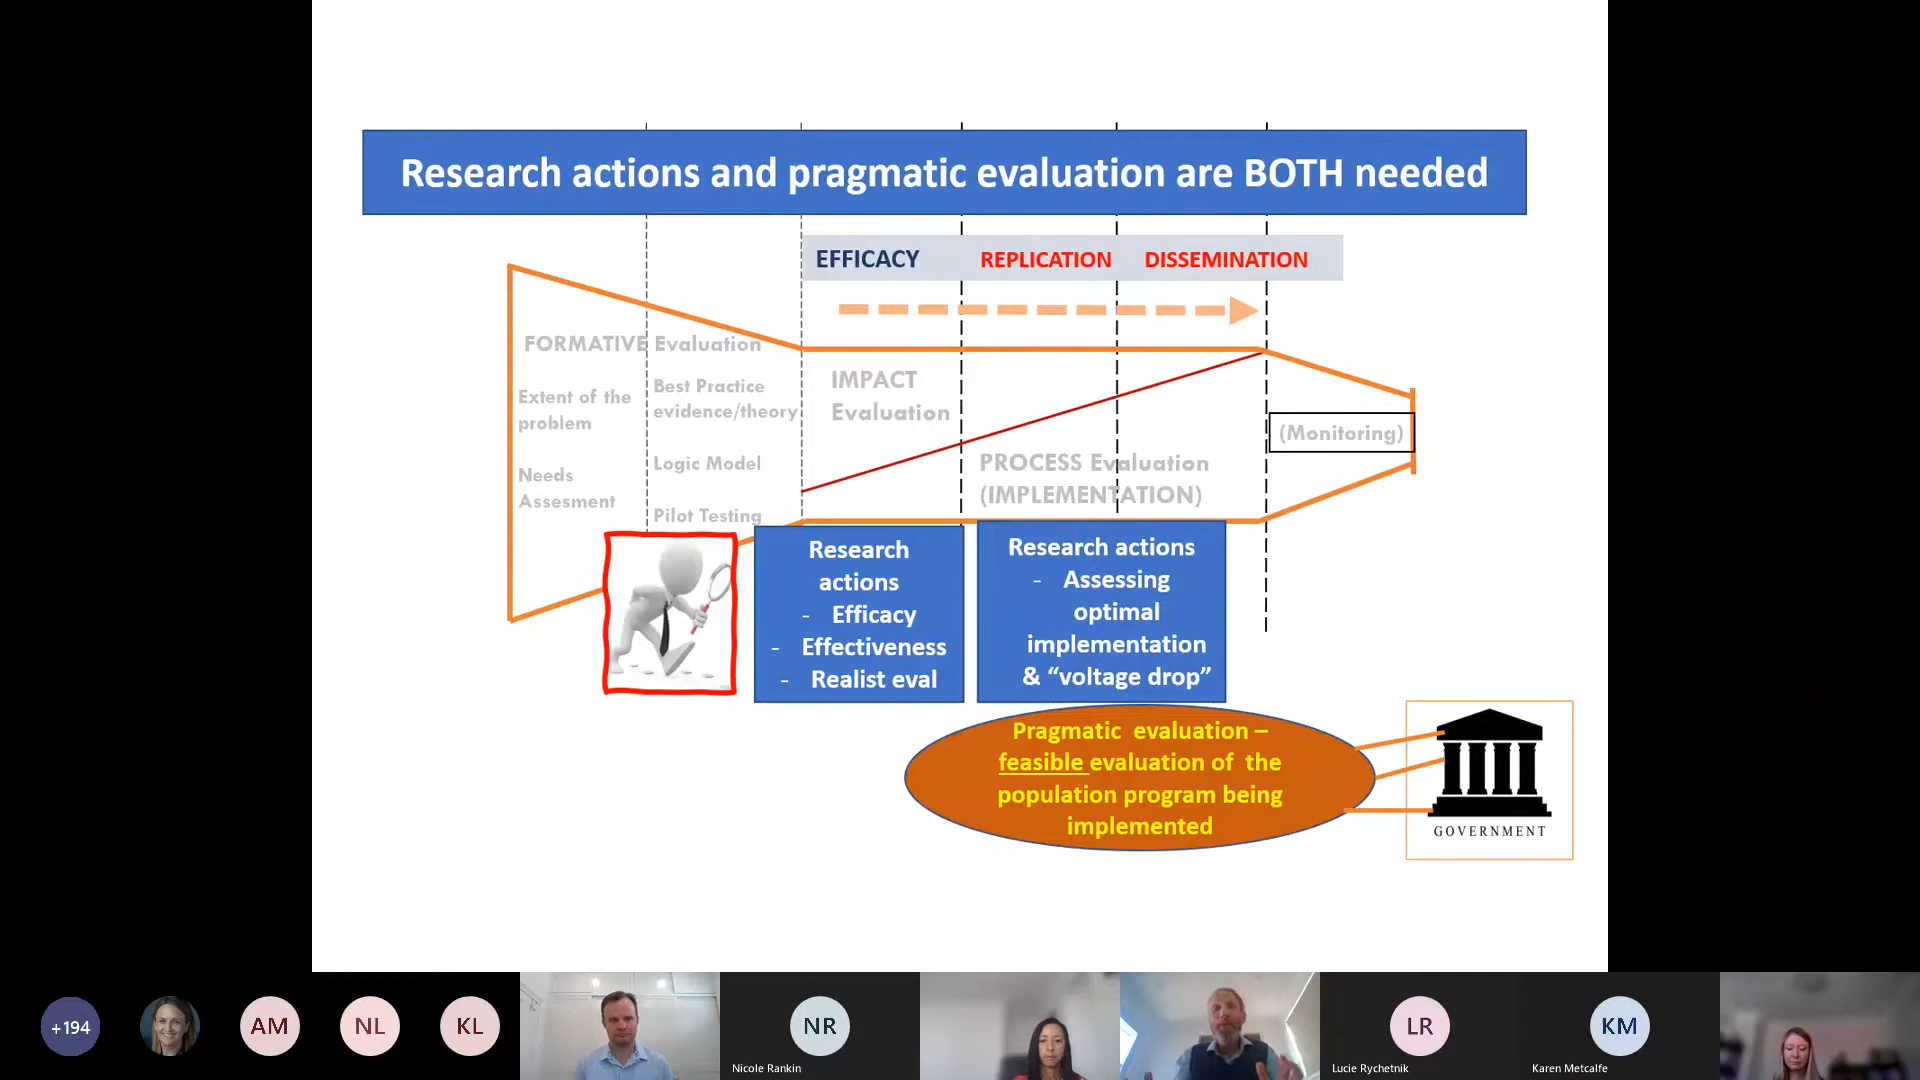 Research actions and pragmatic evaluation are BOTH needed
EFFICACY
REPLICATION
DISSEMINATION
FORMATIVE Evaluation
Extent of the
problem
Needs
Assesment
Best Practice
evidence/theory
Logic Model
Pilot Testing
IMPACT
Evaluation
PROCESS Evaluation
(IMPLEMENTATION)
(Monitoring)
Research
actions
- Efficacy
- Effectiveness
- Realist eval
Research actions
- Assessing
optimal
implementation
& “voltage drop”
Pragmatic evaluation –
feasible evaluation of the
population program being
implemented
GOVERNMENT
+194
AM
NL
KL
NR
Nicole Rankin
LR
Lucie Rychetnik
KM
Karen Metcalfe